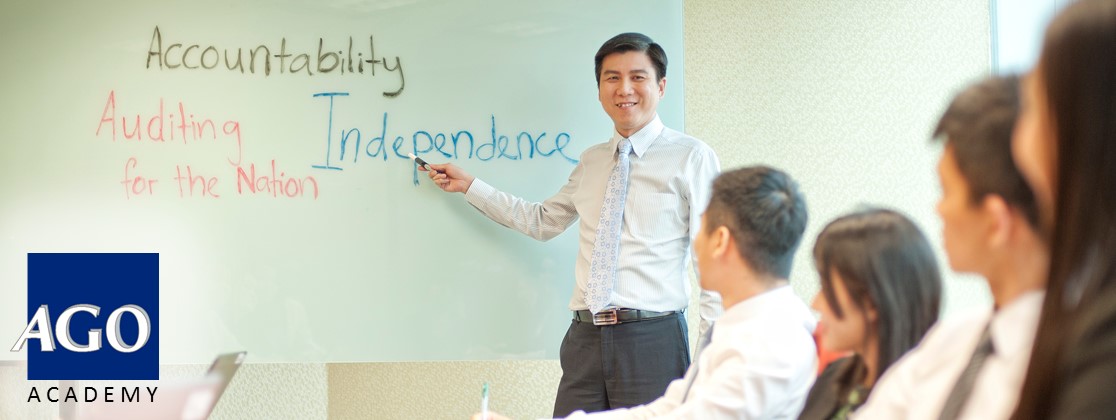 Accountability
Auditing
for the Nation
Independence
AGO
ACADEMY